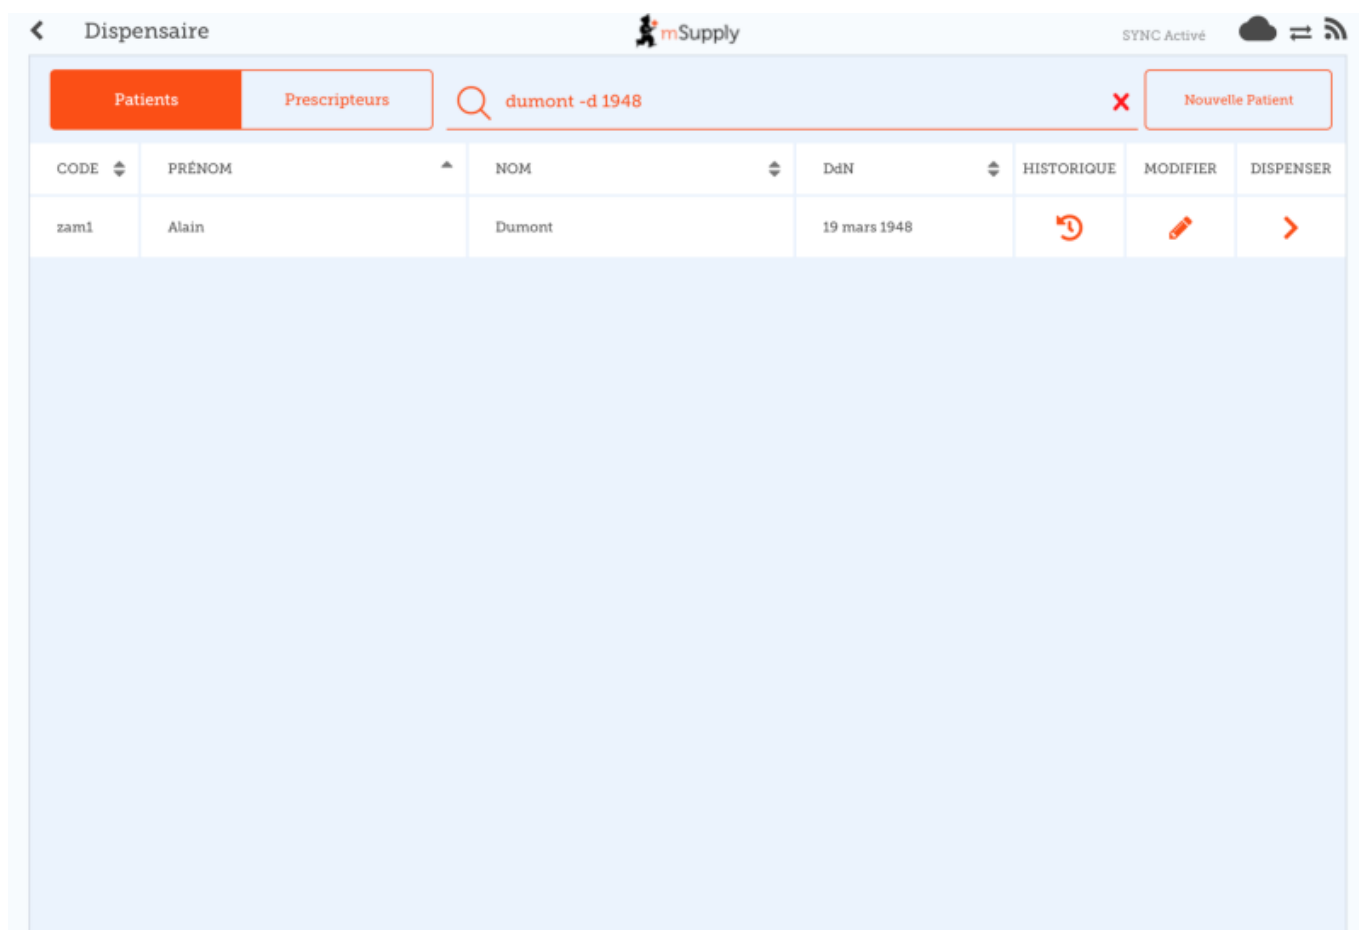 Dispensaire
mSupply
SYNC Activé
Patients
Prescripteurs
dumont -d 1948
Nouvelle Patient
CODE PRÉNOM NOM DdN HISTORIQUE MODIFIER DISPENSER
zam1 Alain Dumont 19 mars 1948